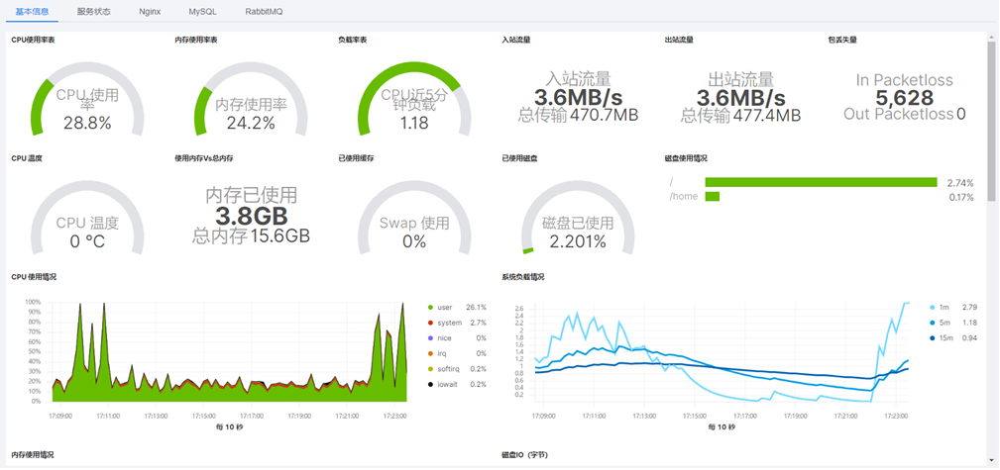 基本信息 服务状态 Nginx MySQL RabbitMQ
CPU使用率表 内存使用率表 负载率表 入站流量 出站流量 包丢失量
CPU 使用
率
28.8%
内存使用率
24.2%
CPU近5分
钟负载
1.18
入站流量
3.6MB/s
总传输 470.7MB
出站流量
3.6MB/s
总传输 477.4MB
In Packetloss
5,628
Out Packetloss 0
CPU 温度 使用内存Vs总内存 已使用缓存 已使用磁盘 磁盘使用情况
CPU 温度
0 °C
内存已使用
3.8GB
总内存 15.6GB
Swap 使用
0%
磁盘已使用
2.201%
/ 2.74%
/home 0.17%
CPU 使用情况 系统负载情况
100%
90%
80%
70%
60%
50%
40%
30%
20%
10%
0%
17:09:00 17:11:00 17:13:00 17:15:00 17:17:00 17:19:00 17:21:00 17:23:00
每 10 秒
user 26.1%
system 2.7%
nice 0%
irq 0%
softirq 0.2%
iowait 0.2%
2.6
2.4
2.2
2
1.8
1.6
1.4
1.2
1
0.8
0.6
0.4
0.2
17:09:00 17:11:00 17:13:00 17:15:00 17:17:00 17:19:00 17:21:00 17:23:00
每 10 秒
1m 2.79
5m 1.18
15m 0.94
内存使用情况 磁盘IO（字节）